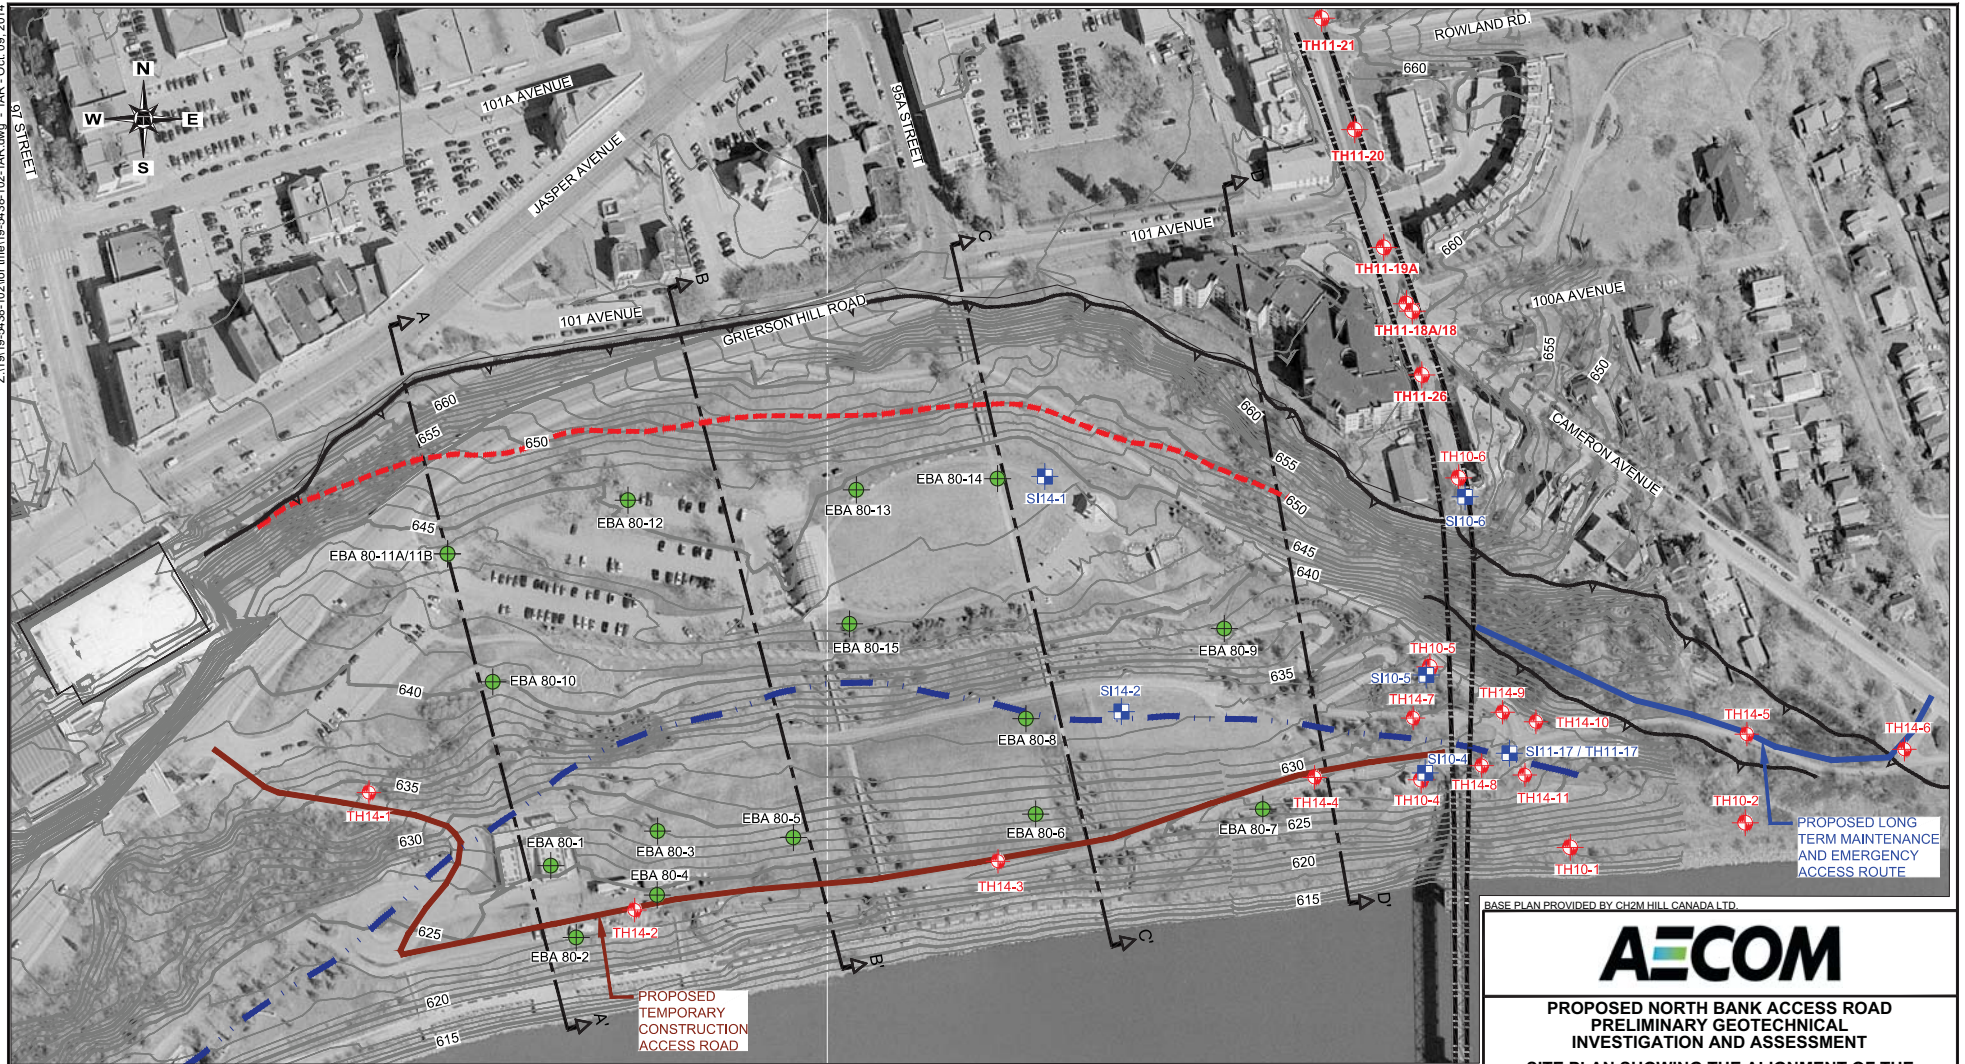 N
W
E
S
97 STREET
101A AVENUE
JASPER AVENUE
95A STREET
ROWLAND RD.
TH11-21
660
TH11-20
101 AVENUE
D
TH11-19A
660
100A AVENUE
TH11-18A/18
655
650
TH11-26
CAMERON AVENUE
C
B
A
101 AVENUE
GRIERSON HILL ROAD
660
655
650
660
655
650
TH10-6
SI10-6
EBA 80-14
SI14-1
EBA 80-13
EBA 80-12
645
EBA 80-11A/11B
645
640
EBA 80-15
EBA 80-9
TH10-5
SI10-5
635
EBA 80-10
640
SI14-2
TH14-7
TH14-9
TH14-10
TH14-5
TH14-6
EBA 80-8
SI11-17 / TH11-17
630
SI10-4
TH14-8
TH14-11
TH10-4
TH14-4
635
TH14-1
630
EBA 80-1
EBA 80-3
EBA 80-5
EBA 80-6
EBA 80-7
625
TH10-2
PROPOSED LONG
TERM MAINTENANCE
AND EMERGENCY
ACCESS ROUTE
EBA 80-4
TH14-3
620
TH10-1
615
D'
625
TH14-2
EBA 80-2
C'
B'
620
615
A'
PROPOSED
TEMPORARY
CONSTRUCTION
ACCESS ROAD
BASE PLAN PROVIDED BY CH2M HILL CANADA LTD.
AECOM
PROPOSED NORTH BANK ACCESS ROAD
PRELIMINARY GEOTECHNICAL
INVESTIGATION AND ASSESSMENT
SITE PLAN SHOWING THE ALIGNMENT OF THE